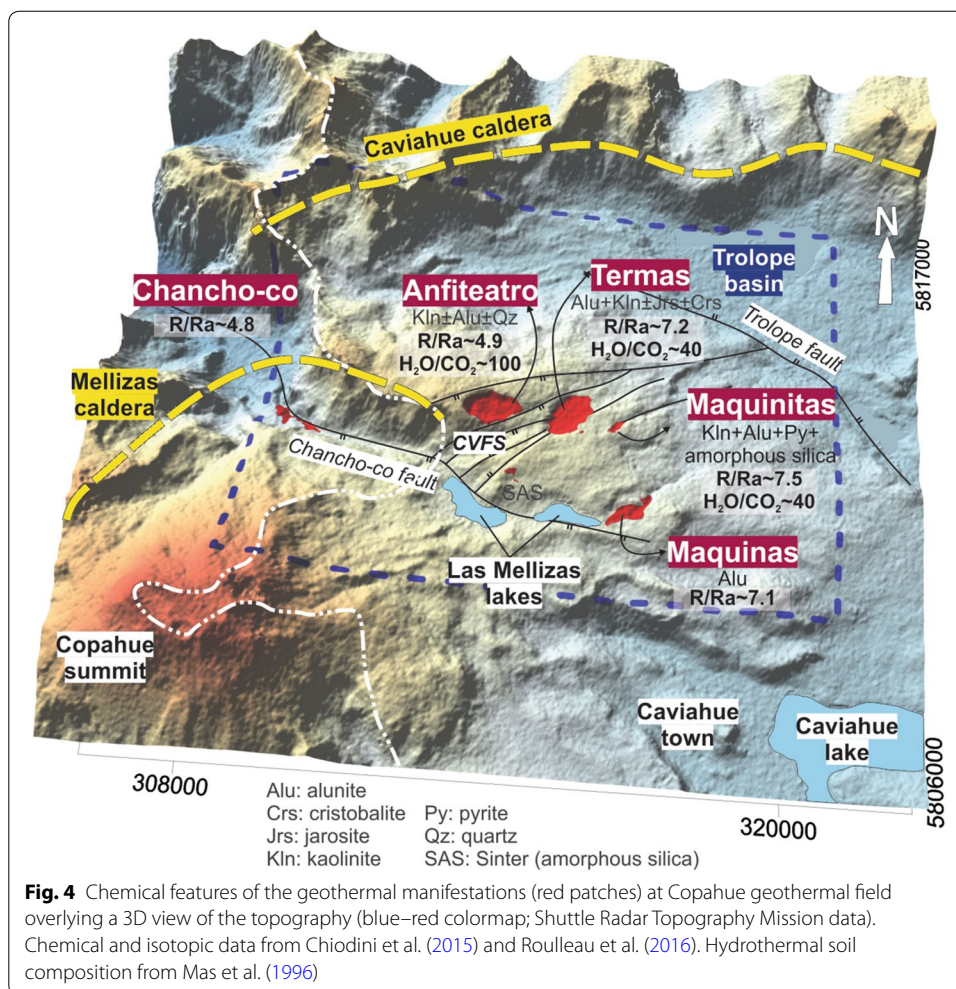 Caviahue caldera
N
Chancho-co
R/Ra~4.8
Anfiteatro
Kln±Alu±Qz
R/Ra~4.9
H₂O/CO₂~100
Termas
Alu+Kln±Jrs±Crs
R/Ra~7.2
H₂O/CO₂~40
Trolope
basin
5817000
Trolope fault
Mellizas
caldera
Chancho-co fault
CVFS
SAS
Maquinitas
Kln+Alu+Py+
amorphous silica
R/Ra~7.5
H₂O/CO₂~40
Las Mellizas
lakes
Maquinas
Alu
R/Ra~7.1
Copahue
summit
Caviahue
town
Caviahue
lake
308000
320000
5806000
Alu: alunite
Crs: cristobalite Py: pyrite
Jrs: jarosite Qz: quartz
Kln: kaolinite SAS: Sinter (amorphous silica)
Fig. 4 Chemical features of the geothermal manifestations (red patches) at Copahue geothermal field
overlying a 3D view of the topography (blue–red colormap; Shuttle Radar Topography Mission data).
Chemical and isotopic data from Chiodini et al. (2015) and Roulleau et al. (2016). Hydrothermal soil
composition from Mas et al. (1996)